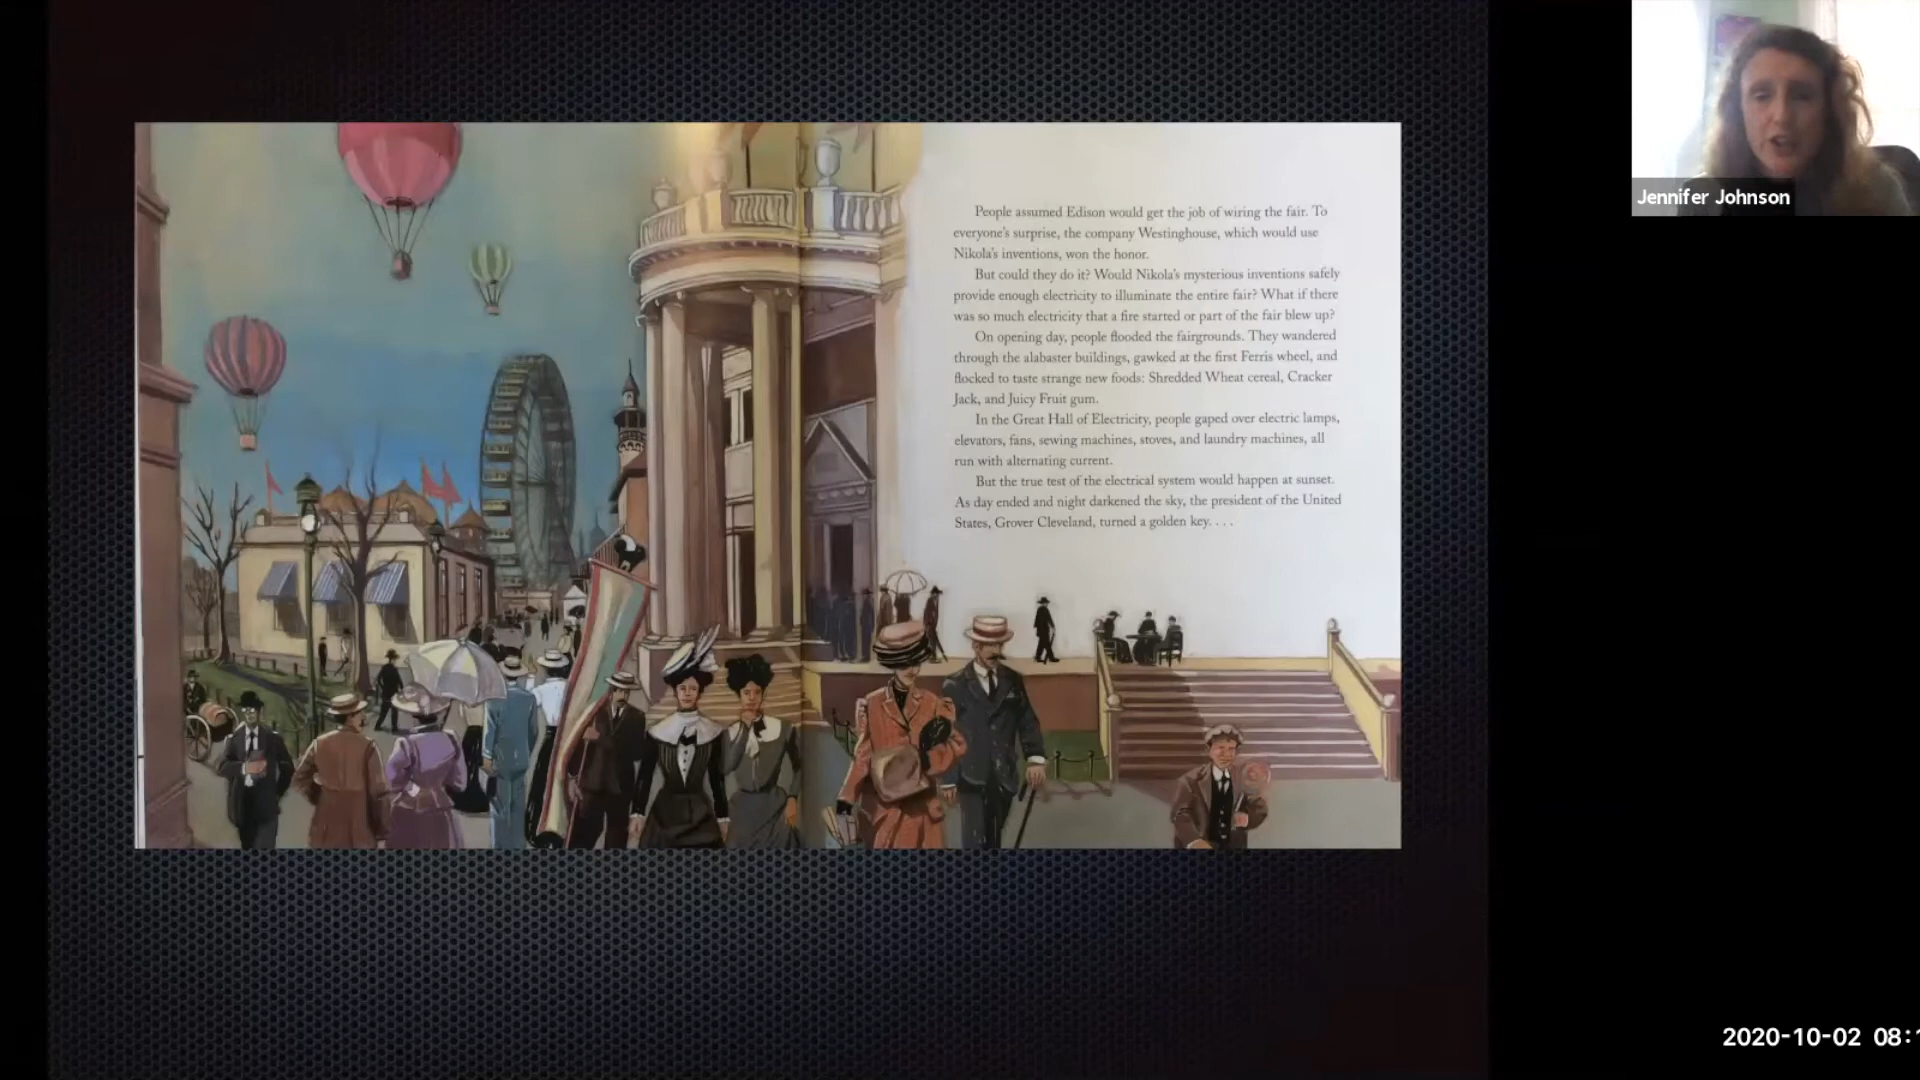 People assumed Edison would get the job of wiring the fair. To
everyone's surprise, the company Westinghouse, which would use
Nikola's inventions, won the honor.
But could they do it? Would Nikola's mysterious inventions safely
provide enough electricity to illuminate the entire fair? What if there
was so much electricity that a fire started or part of the fair blew up?
On opening day, people flooded the fairgrounds. They wandered
through the alabaster buildings, gawked at the first Ferris wheel, and
flocked to taste strange new foods: Shredded Wheat cereal, Cracker
Jack, and Juicy Fruit gum.
In the Great Hall of Electricity, people gaped over electric lamps,
elevators, fans, sewing machines, stoves, and laundry machines, all
run with alternating current.
But the true test of the electrical system would happen at sunset.
As day ended and night darkened the sky, the president of the United
States, Grover Cleveland, turned a golden key. . . .
Jennifer Johnson
2020-10-02 08: